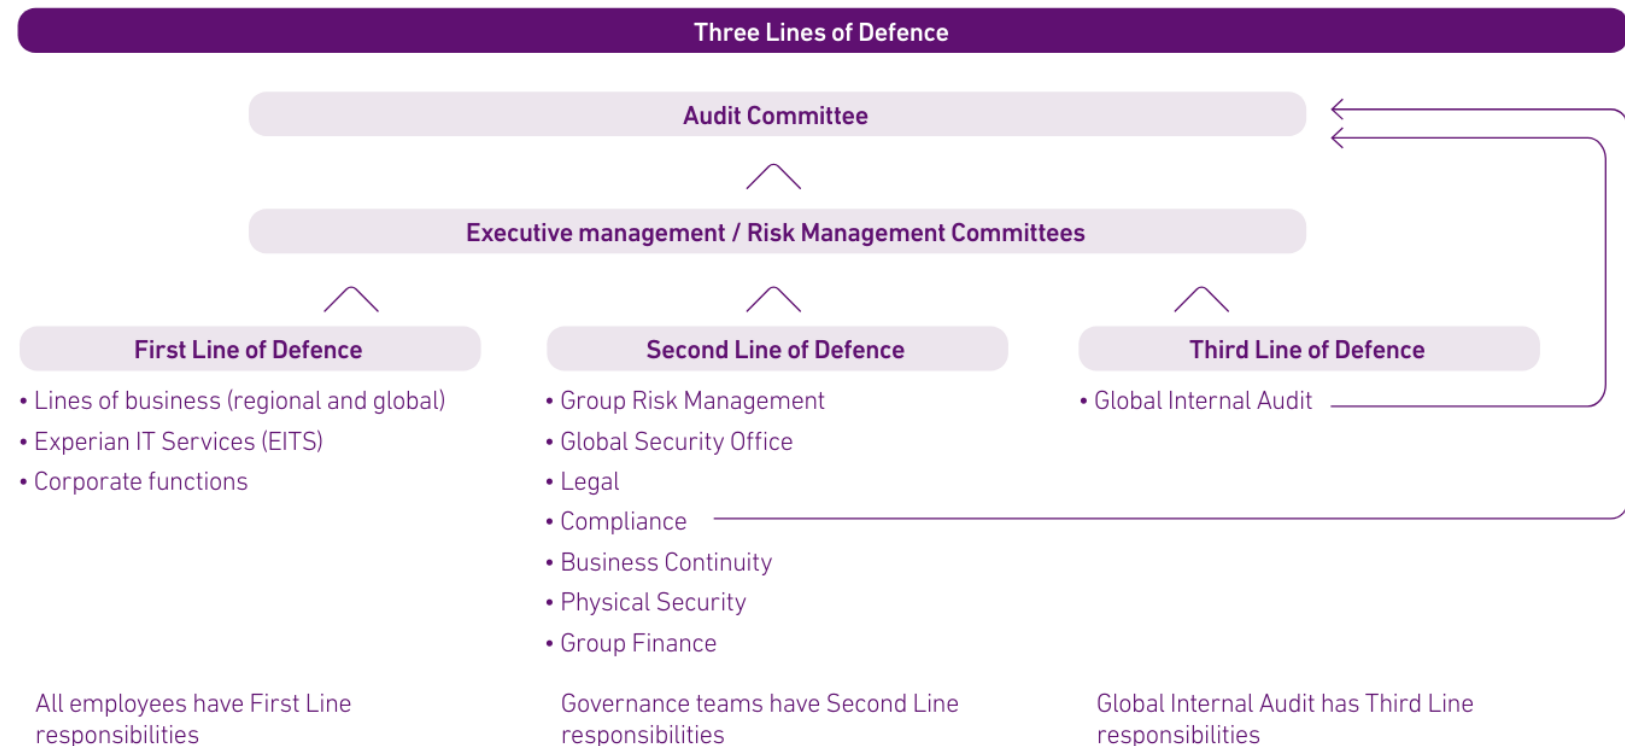 Three Lines of Defence
Audit Committee
Executive management / Risk Management Committees
First Line of Defence
• Lines of business (regional and global)
• Experian IT Services (EITS)
• Corporate functions
All employees have First Line
responsibilities
Second Line of Defence
• Group Risk Management
• Global Security Office
• Legal
• Compliance
• Business Continuity
• Physical Security
• Group Finance
Governance teams have Second Line
responsibilities
Third Line of Defence
• Global Internal Audit
Global Internal Audit has Third Line
responsibilities